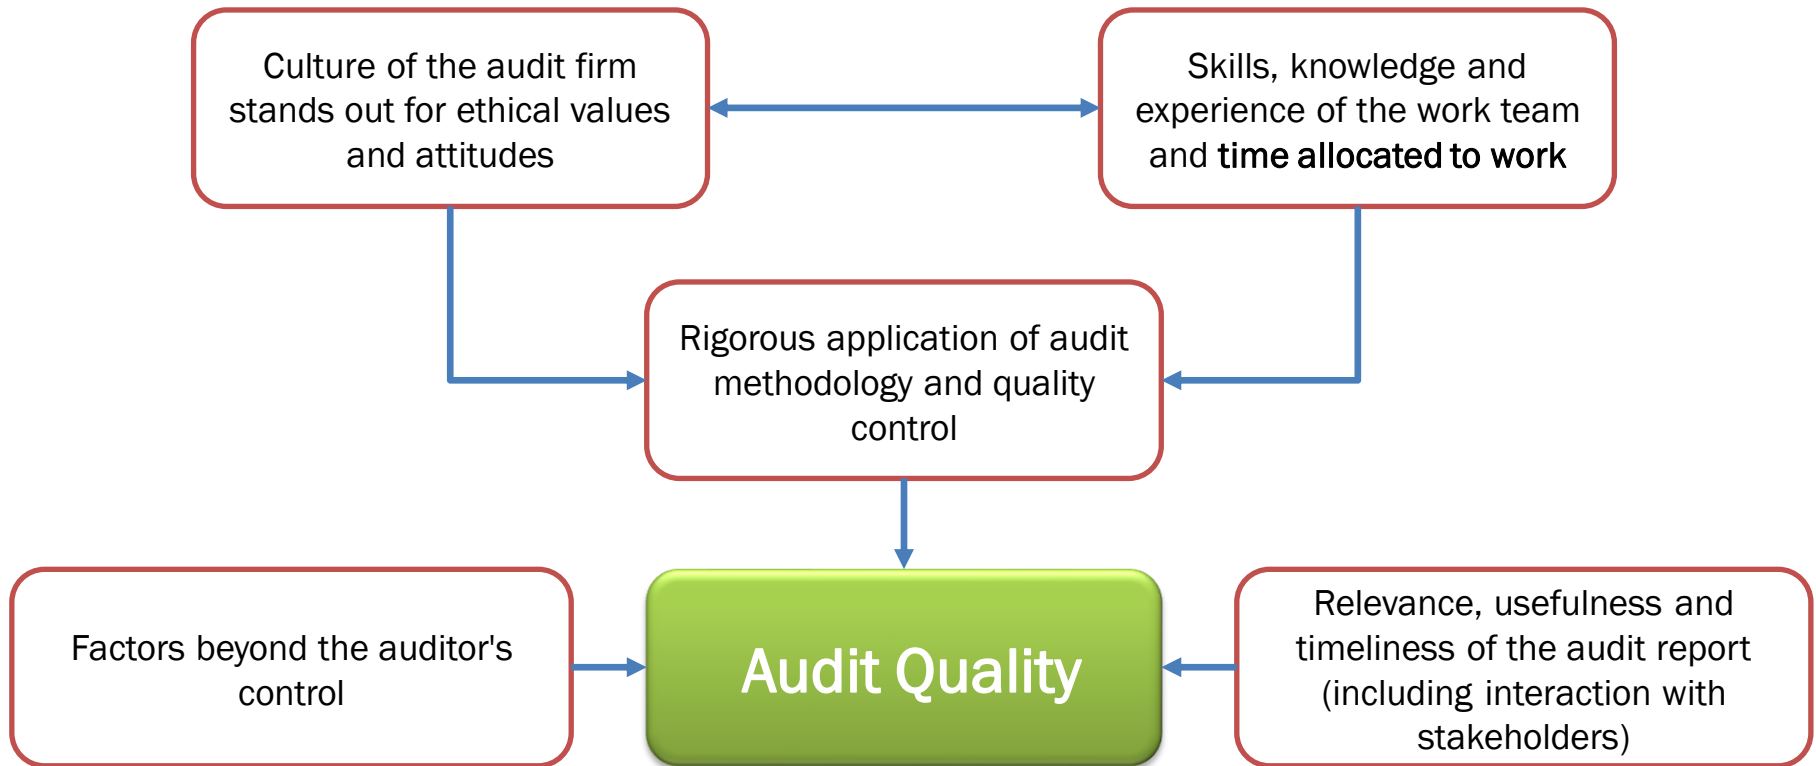 Culture of the audit firm
stands out for ethical values
and attitudes
Skills, knowledge and
experience of the work team
and time allocated to work
Rigorous application of audit
methodology and quality
control
Factors beyond the auditor's
control
Audit Quality
Relevance, usefulness and
timeliness of the audit report
(including interaction with
stakeholders)